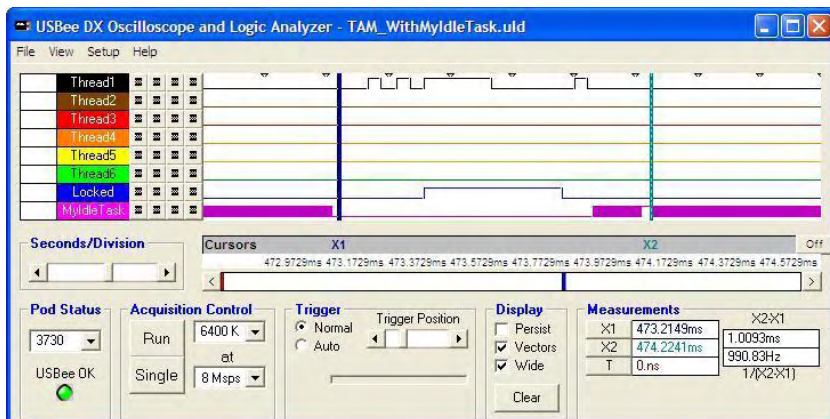 USBee DX Oscilloscope and Logic Analyzer - TAM_WithMyIdleTask.uld
File View Setup Help
Thread1
Thread2
Thread3
Thread4
Thread5
Thread6
Locked
MyIdleTask
Seconds/Division
Cursors X1 X2 Off
472.9729ms 473.1729ms 473.3729ms 473.5729ms 473.7729ms 473.9729ms 474.1729ms 474.3729ms 474.5729ms
Pod Status
3730
USBee OK
Acquisition Control
Run
6400 K
at
Single
8 Msps
Trigger
Normal
Auto
Trigger Position
Display
Persist
Vectors
Wide
Clear
Measurements
X1 473.2149ms
X2 474.2241ms
T 0.ns
X2-X1
1.0093ms
990.83Hz
1/(X2-X1)